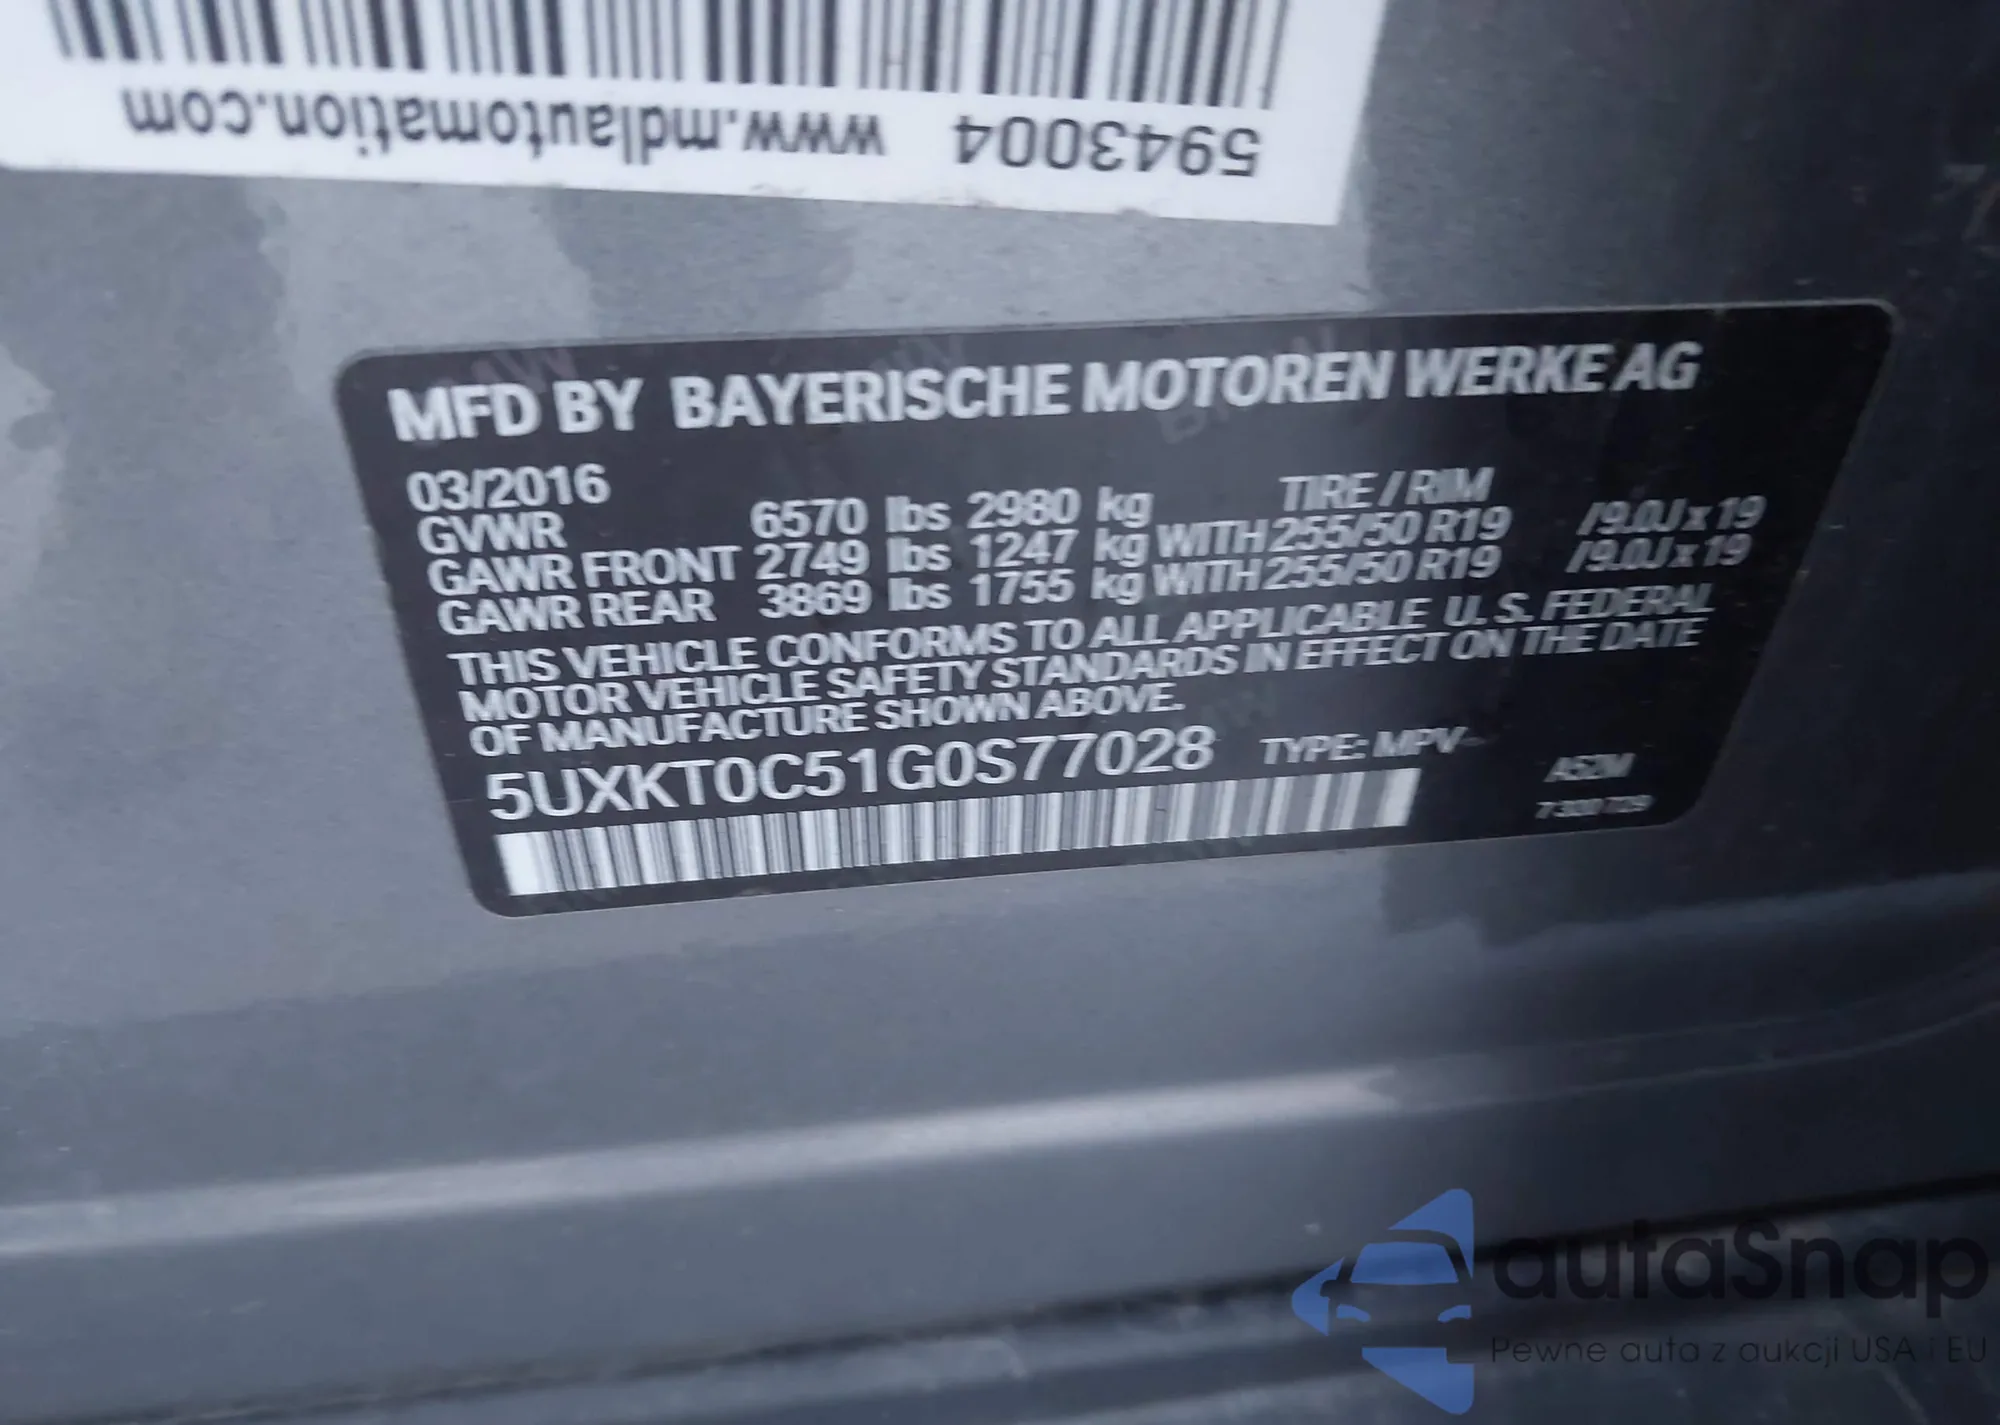 5943004 www.mdlautomation.com
MFD BY BAYERISCHE MOTOREN WERKE AG
03/2016 TIRE / RIM
GVWR 6570 lbs 2980 kg
GAWR FRONT 2749 lbs 1247 kg WITH 255/50 R19 /9.0J x 19
GAWR REAR 3869 lbs 1755 kg WITH 255/50 R19 /9.0J x 19
THIS VEHICLE CONFORMS TO ALL APPLICABLE U. S. FEDERAL
MOTOR VEHICLE SAFETY STANDARDS IN EFFECT ON THE DATE
OF MANUFACTURE SHOWN ABOVE.
5UXKT0C51G0S77028 TYPE: MPV
A52M
autaSnap
Pewne auta z aukcji USA i EU